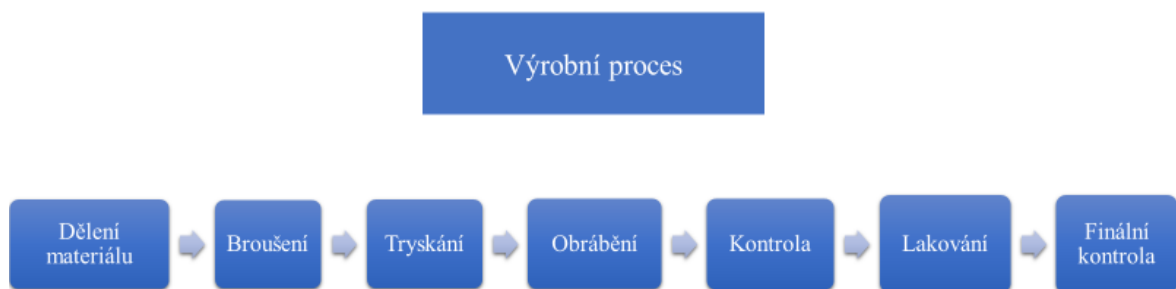 Výrobní proces
Dělení
materiálu
Broušení
Tryskání
Obrábění
Kontrola
Lakování
Finální
kontrola